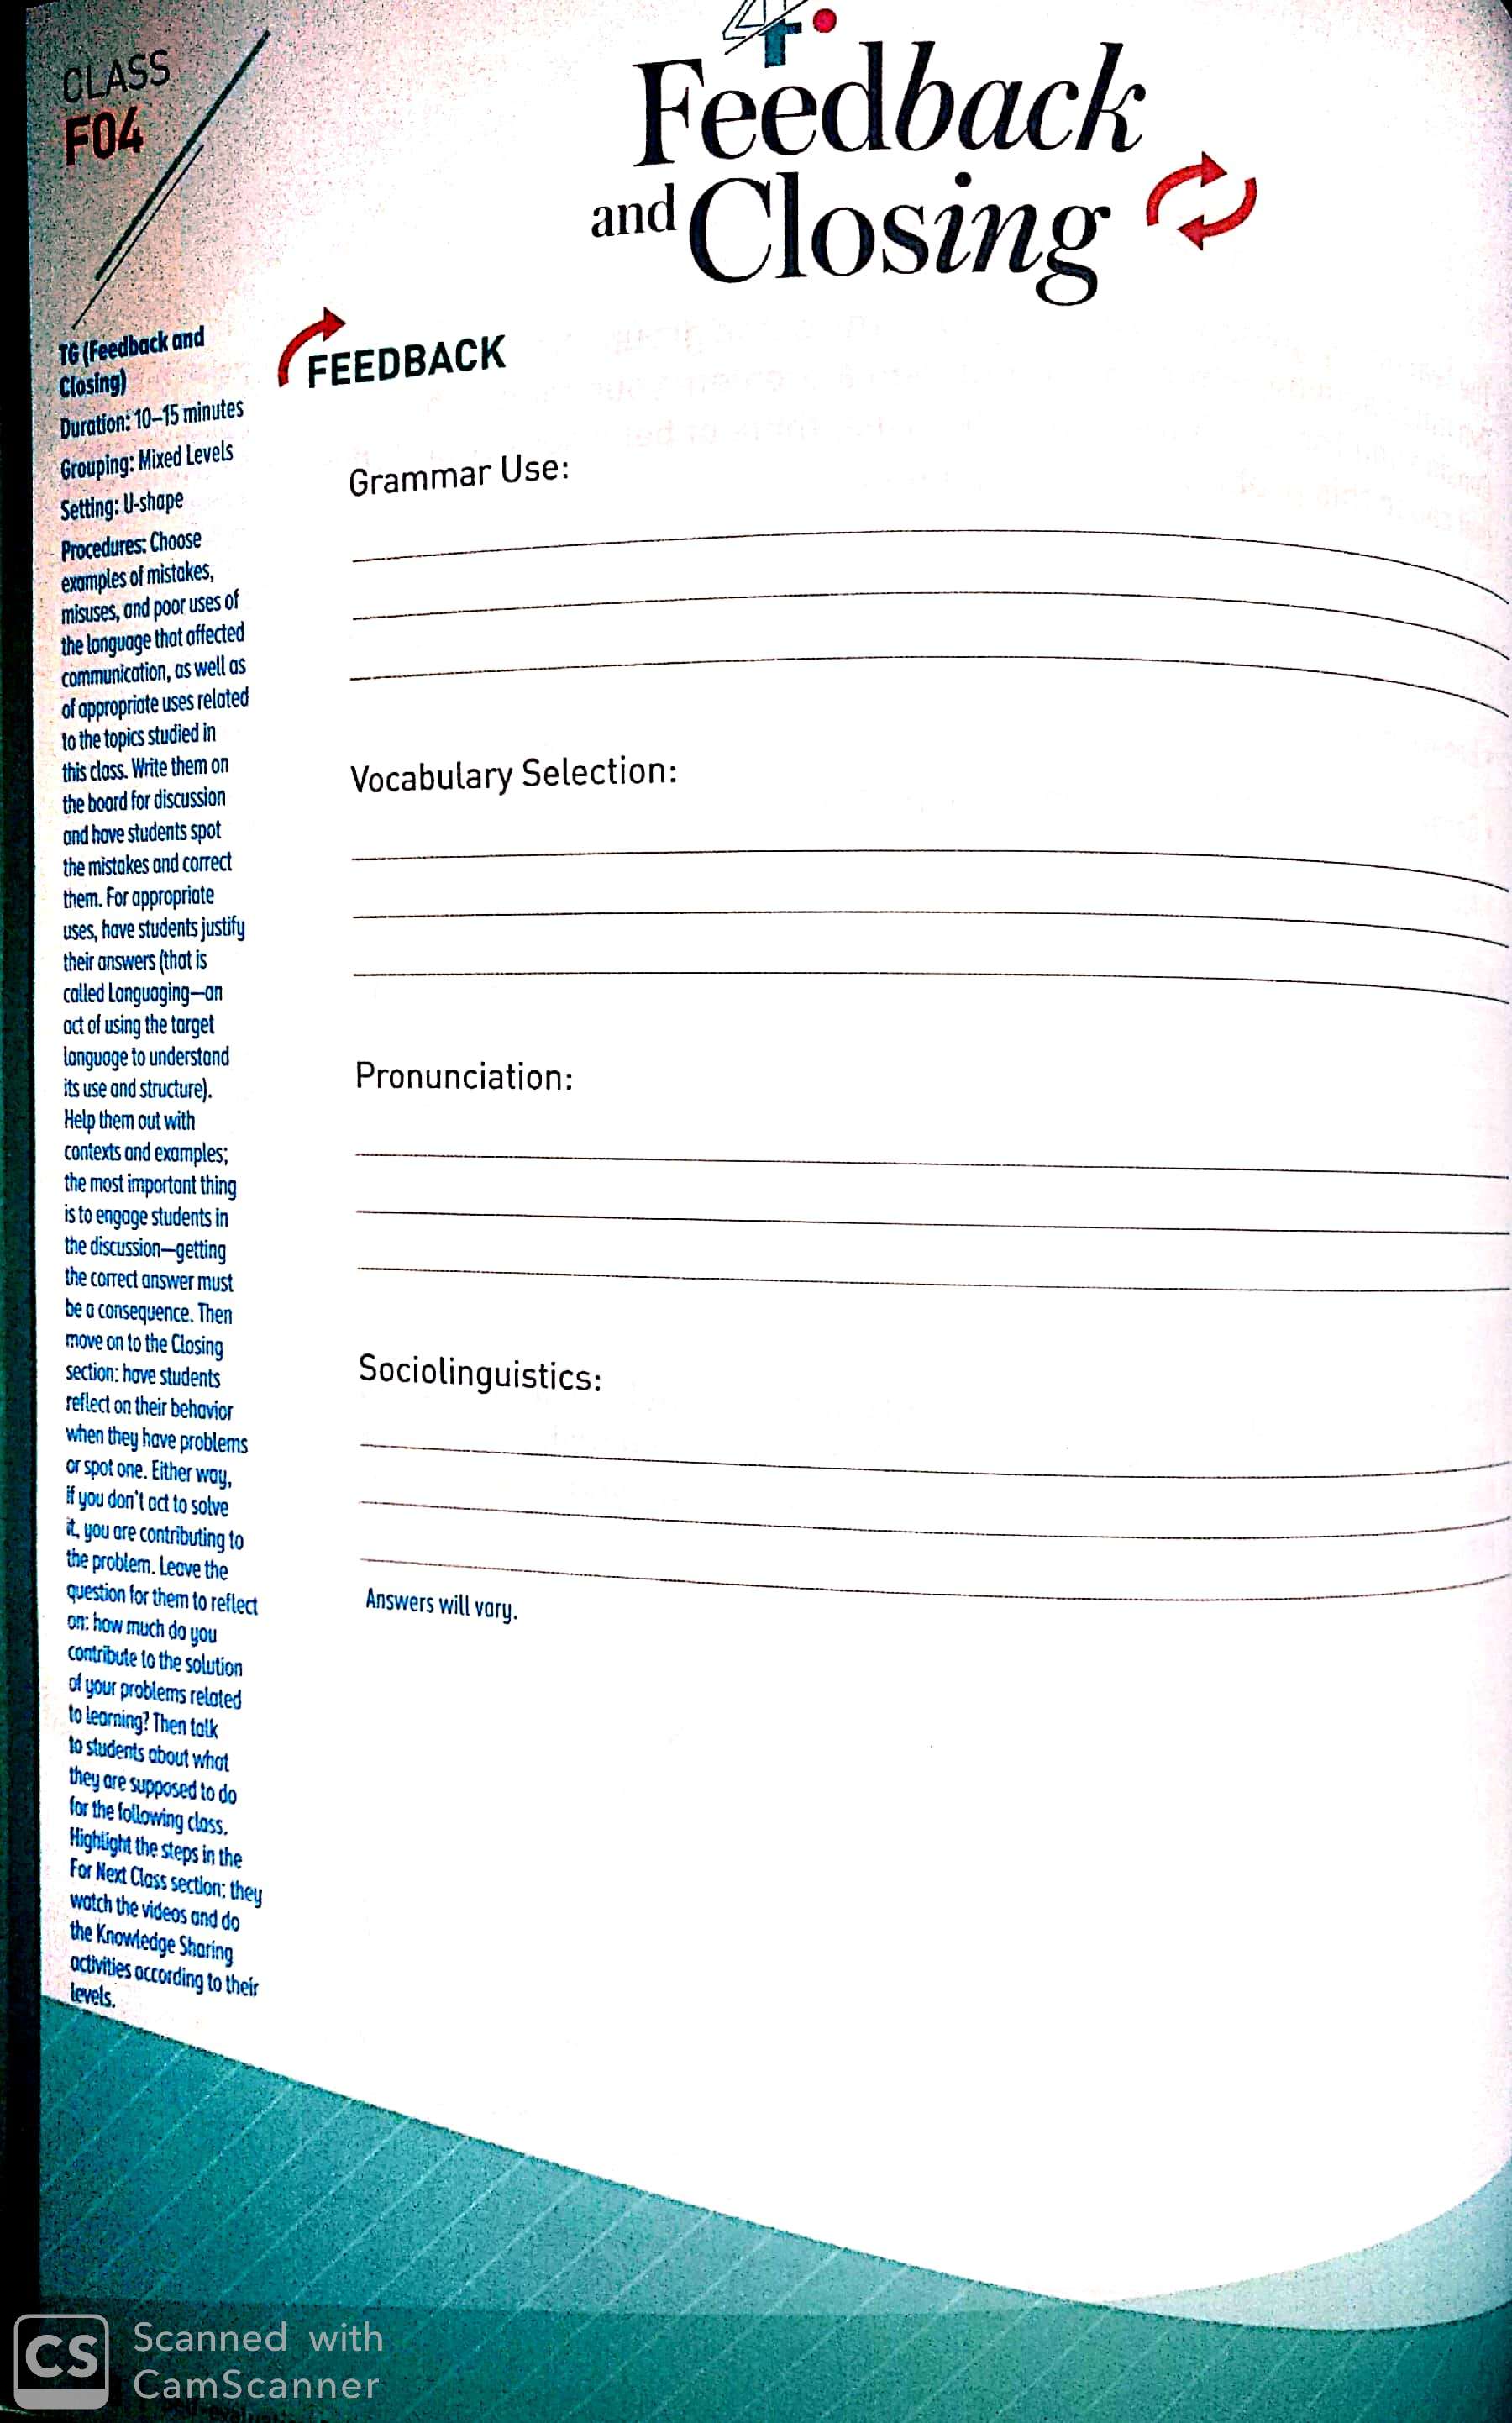 CLASS
F04
Feedback
and Closing
TG (Feedback and
Closing)
Duration: 10–15 minutes
Grouping: Mixed Levels
Setting: U-shape
Procedures: Choose
examples of mistakes,
misuses, and poor uses of
the language that affected
communication, as well as
of appropriate uses related
to the topics studied in
this class. Write them on
the board for discussion
and have students spot
the mistakes and correct
them. For appropriate
uses, have students justify
their answers (that is
called Languaging—an
act of using the target
language to understand
its use and structure).
Help them out with
contexts and examples;
the most important thing
is to engage students in
the discussion—getting
the correct answer must
be a consequence. Then
move on to the Closing
section: have students
reflect on their behavior
when they have problems
or spot one. Either way,
if you don't act to solve
it, you are contributing to
the problem. Leave the
question for them to reflect
on: how much do you
contribute to the solution
of your problems related
to learning? Then talk
to students about what
they are supposed to do
for the following class.
Highlight the steps in the
For Next Class section: they
watch the videos and do
the Knowledge Sharing
activities according to their
levels.
FEEDBACK
Grammar Use:
Vocabulary Selection:
Pronunciation:
Sociolinguistics:
Answers will vary.
CS
Scanned with
CamScanner